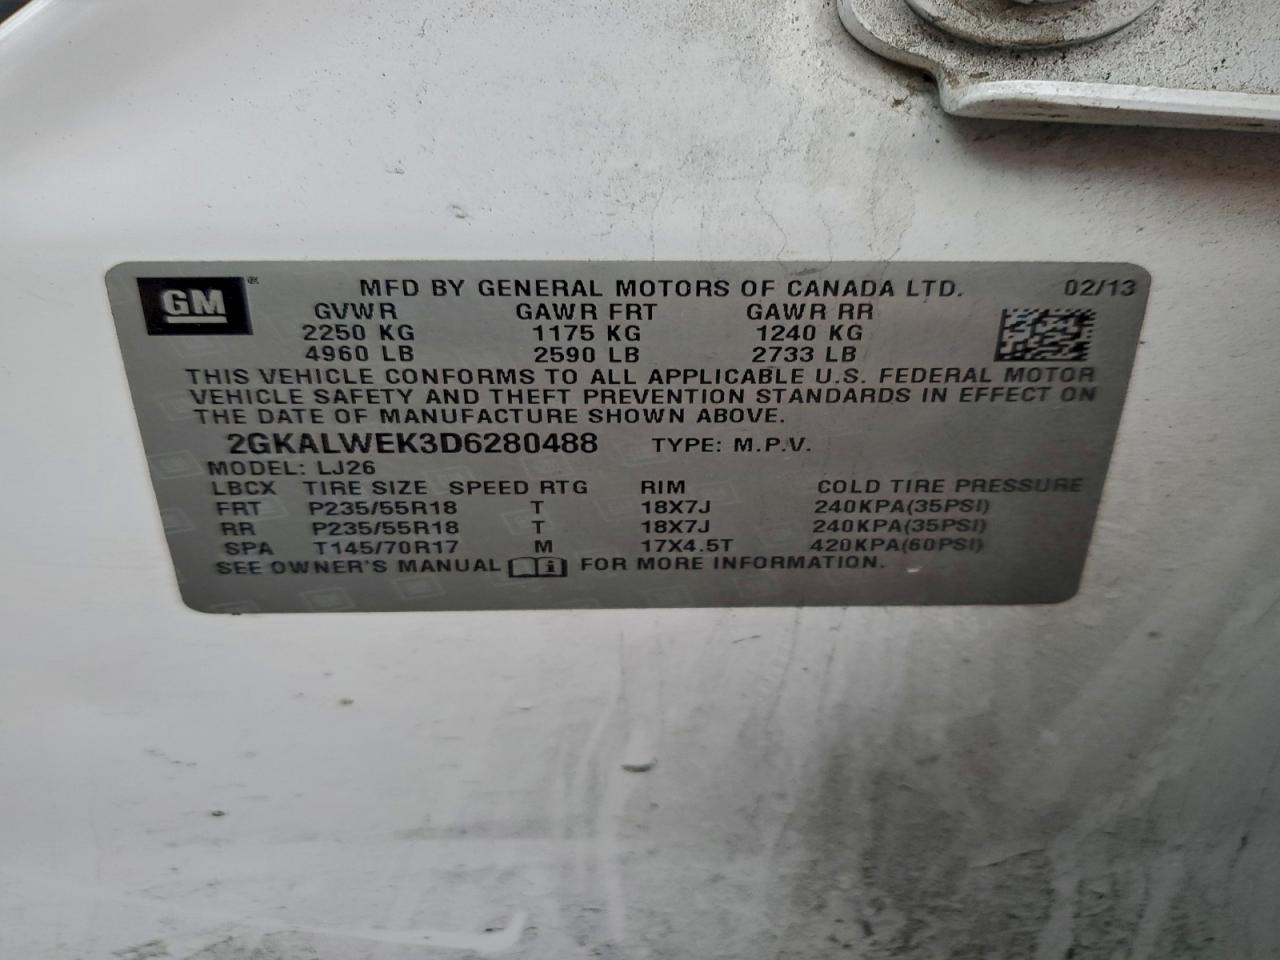 GM ® MFD BY GENERAL MOTORS OF CANADA LTD. 02/13
GVWR GAWR FRT GAWR RR
2250 KG 1175 KG 1240 KG
4960 LB 2590 LB 2733 LB
THIS VEHICLE CONFORMS TO ALL APPLICABLE U.S. FEDERAL MOTOR
VEHICLE SAFETY AND THEFT PREVENTION STANDARDS IN EFFECT ON
THE DATE OF MANUFACTURE SHOWN ABOVE.
2GKALWEK3D6280488 TYPE: M.P.V.
MODEL: LJ26
LBCX TIRE SIZE SPEED RTG RIM COLD TIRE PRESSURE
FRT P235/55R18 T 18X7J 240KPA(35PSI)
RR P235/55R18 T 18X7J 240KPA(35PSI)
SPA T145/70R17 M 17X4.5T 420KPA(60PSI)
SEE OWNER'S MANUAL i FOR MORE INFORMATION.